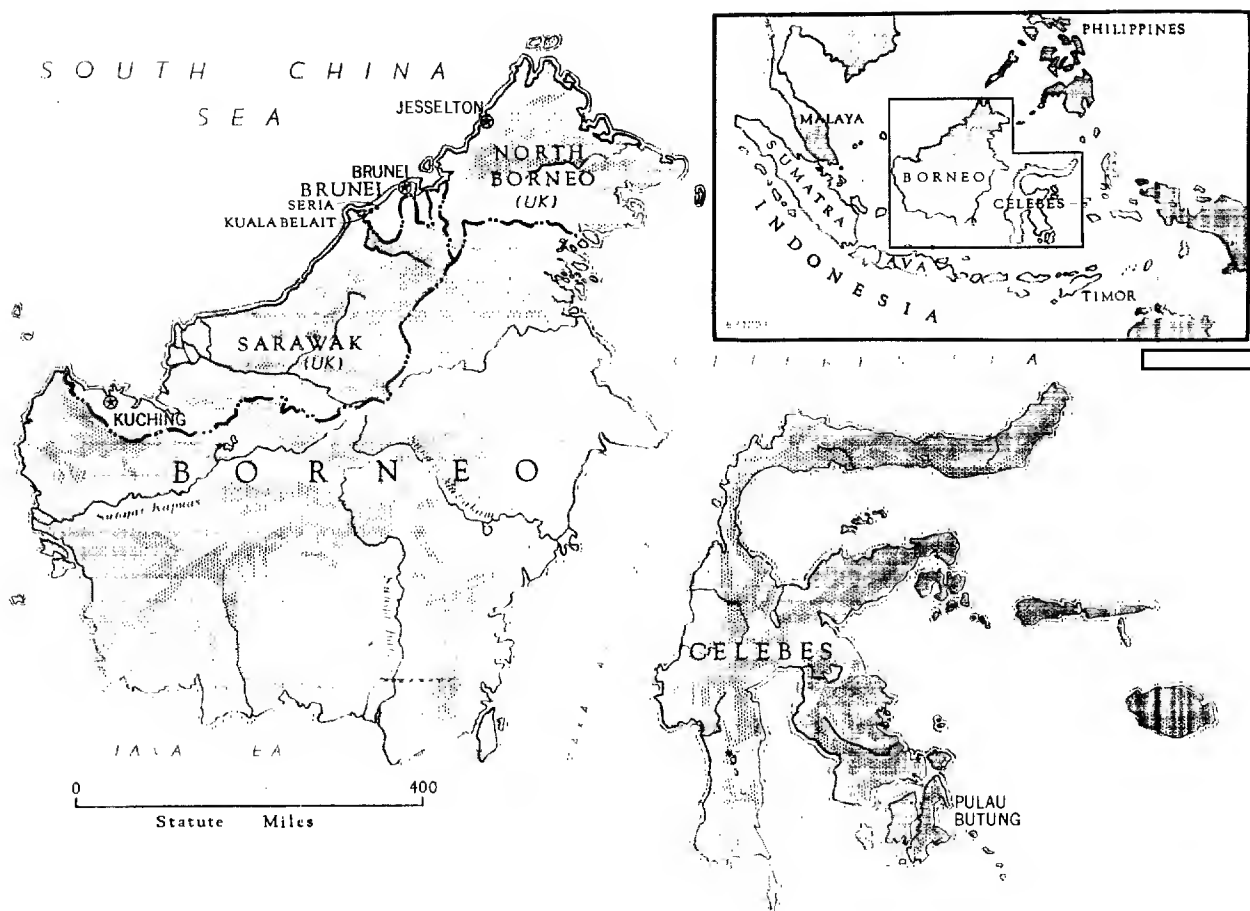 SOUTH CHINA
SEA
JESSELTON
NORTH
BORNEO
(UK)
BRUNEI
BRUNEI
SERIA
KUALA BELAIT
SARAWAK
(UK)
KUCHING
BORNEO
Sungai Kapuas
0 400
Statute Miles
PHILIPPINES
MALAYA
SUMATRA
BORNEO
CELEBES
INDONESIA
JAVA
TIMOR
CELEBES
PULAU
BUTUNG